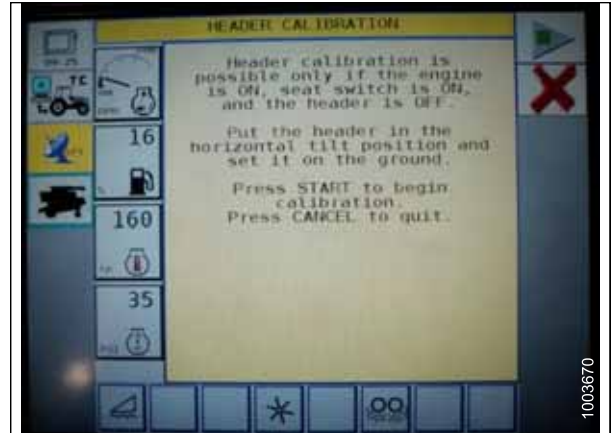 HEADER CALIBRATION
Header calibration is
possible only if the engine
is ON, seat switch is ON,
and the header is OFF.
Put the header in the
horizontal tilt position and
set it on the ground.
Press START to begin
calibration.
Press CANCEL to quit.
TC
16
160
35
1003670